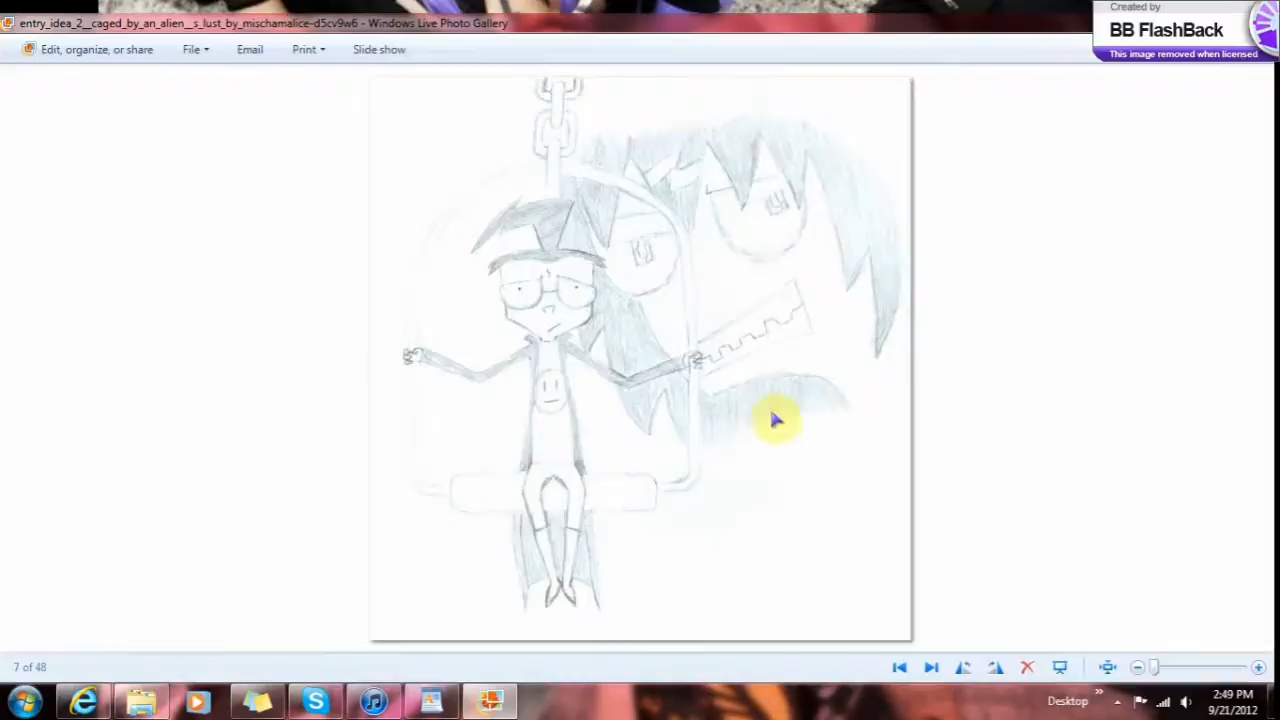 entry_idea_2__caged_by_an_alien__s_lust_by_mischamalice-d5cv9w6 - Windows Live Photo Gallery
Created by
BB FlashBack
This image removed when licensed
Edit, organize, or share
File
Email
Print
Slide show
7 of 48
Desktop
2:49 PM
9/21/2012